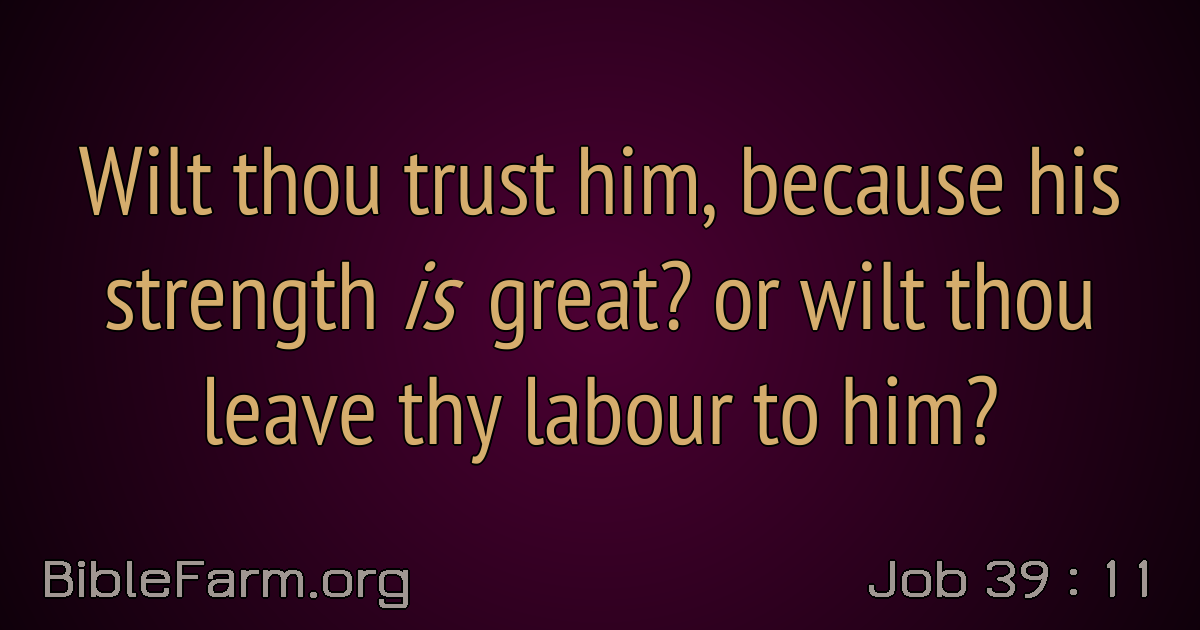 Wilt thou trust him, because his
strength is great? or wilt thou
leave thy labour to him?
BibleFarm.org
Job 39 : 11